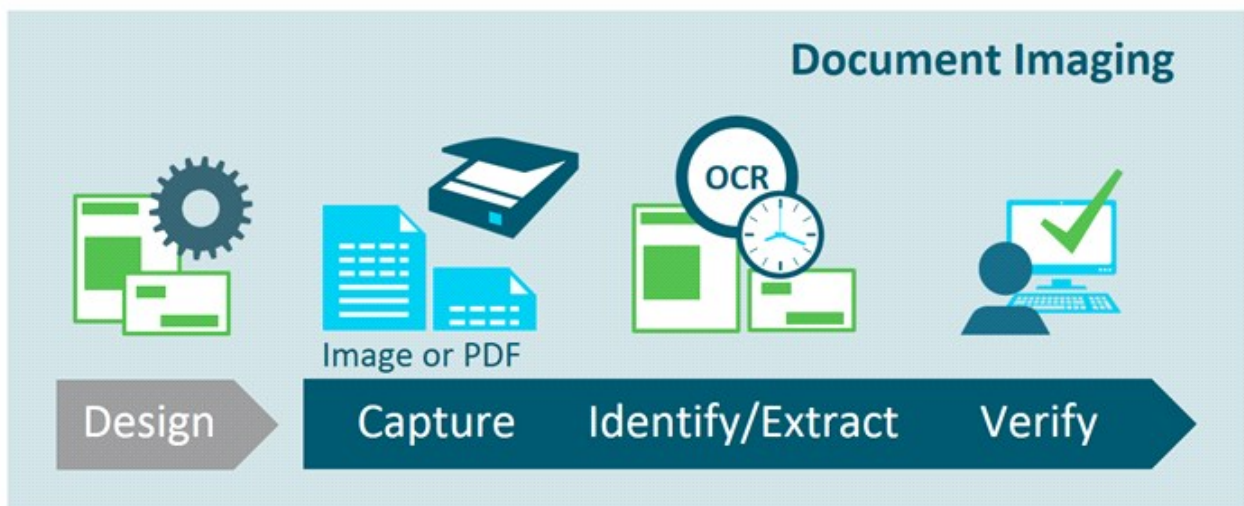 Document Imaging
OCR
Image or PDF
Design
Capture
Identify/Extract
Verify